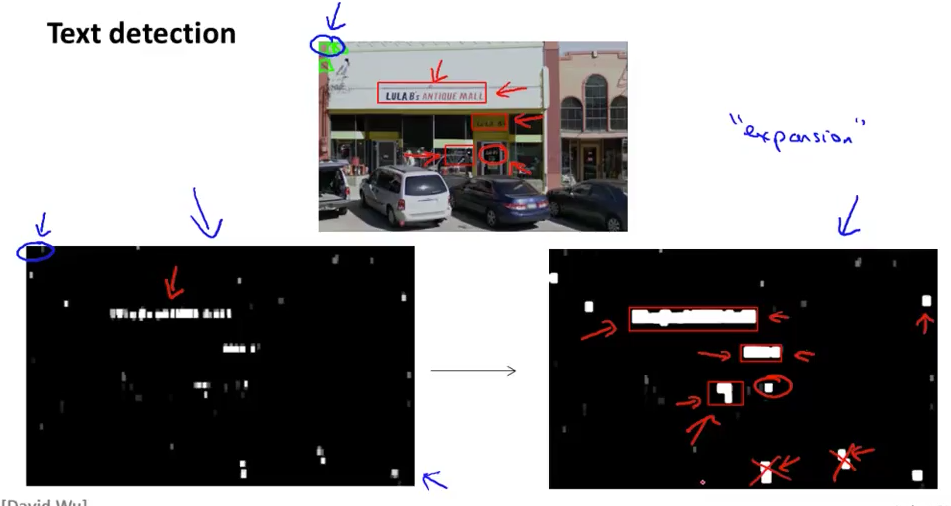 Text detection
LULA B's ANTIQUE MALL
"expansion"
[David Wu]